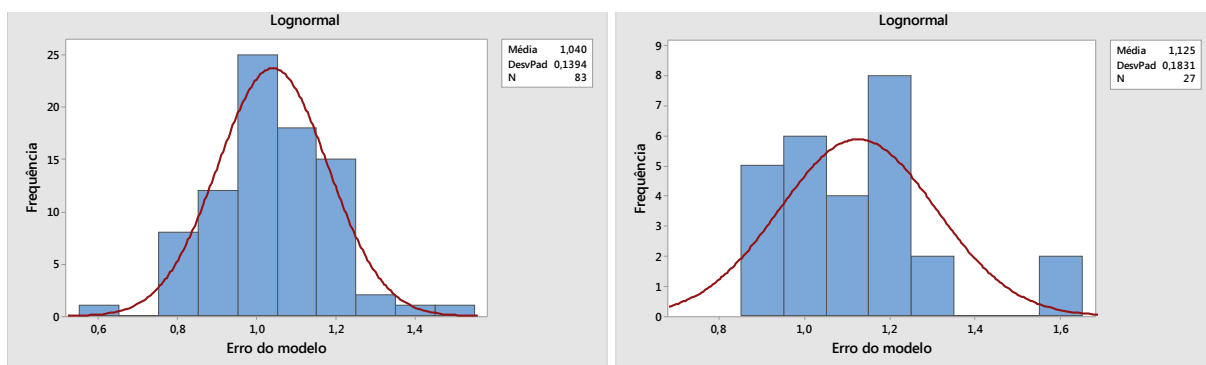 Lognormal
Média 1,040
DesvPad 0,1394
N 83
Frequência
25
20
15
10
5
0
0,6 0,8 1,0 1,2 1,4
Erro do modelo
Lognormal
Média 1,125
DesvPad 0,1831
N 27
Frequência
9
8
7
6
5
4
3
2
1
0
0,8 1,0 1,2 1,4 1,6
Erro do modelo